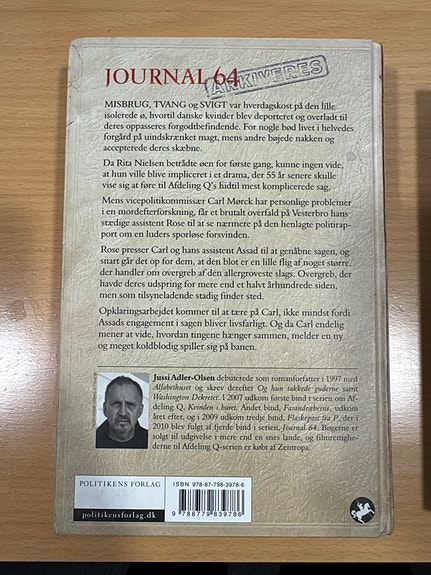 JOURNAL 64
ARKIVERES
MISBRUG, TVANG og SVIGT var hverdagskost på den lille
isolerede ø, hvortil danske kvinder blev deporteret og overladt til
deres oppasseres forgodtbefindende. For nogle bød livet i helvedes
forgård på uindskrænket magt, mens andre bøjede nakken og
accepterede deres skæbne.
Da Rita Nielsen betrådte øen for første gang, kunne ingen vide,
at hun ville blive impliceret i et drama, der 55 år senere skulle
vise sig at føre til Afdeling Q's hidtil mest komplicerede sag.
Mens vicepolitikommissær Carl Mørck har personlige problemer
i en mordefterforskning, får et brutalt overfald på Vesterbro hans
stædige assistent Rose til at se nærmere på den henlagte politirap-
port om en luders sporløse forsvinden.
Rose presser Carl og hans assistent Assad til at genåbne sagen, og
snart går det op for dem, at den blot er en lille flig af noget større,
der handler om overgreb af den allergroveste slags. Overgreb, der
havde deres udspring for mere end et halvt århundrede siden,
men som tilsyneladende stadig finder sted.
Opklaringsarbejdet kommer til at tære på Carl, ikke mindst fordi
Assads engagement i sagen bliver livsfarligt. Og da Carl endelig
mener at vide, hvordan tingene hænger sammen, melder en ny
og meget koldblodig spiller sig på banen.
Jussi Adler-Olsen debuterede som romanforfatter i 1997 med
Alfabethuset og skrev derefter Og hun takkede guderne samt
Washington Dekretet. I 2007 udkom første bind i serien om Af-
deling Q, Kvinden i buret. Andet bind, Fasandræberne, udkom
året efter, og i 2009 udkom tredje bind, Flaskepost fra P, der i
2010 blev fulgt af fjerde bind i serien, Journal 64. Bøgerne er
solgt til udgivelse i mere end en snes lande, og filmrettighe-
derne til Afdeling Q-serien er købt af Zentropa.
POLITIKENS FORLAG
politikensforlag.dk
ISBN 978-87-798-3978-6
9 788779 839786